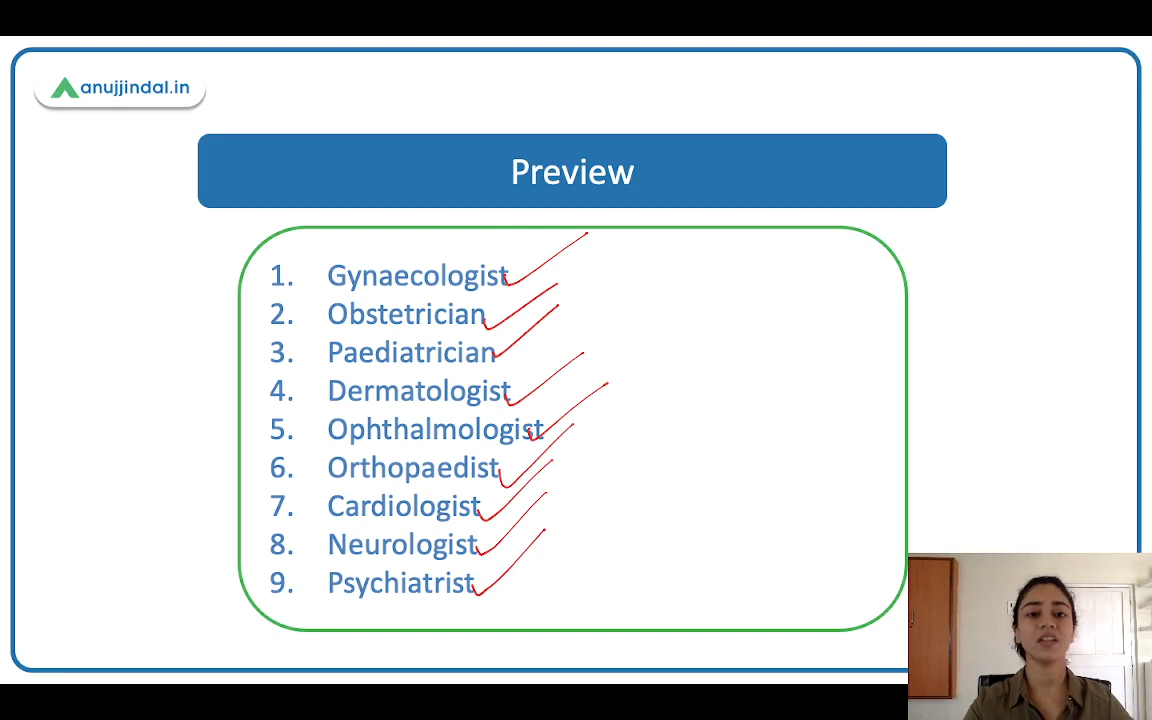 anujjindal.in
Preview
1. Gynaecologist
2. Obstetrician
3. Paediatrician
4. Dermatologist
5. Ophthalmologist
6. Orthopaedist
7. Cardiologist
8. Neurologist
9. Psychiatrist